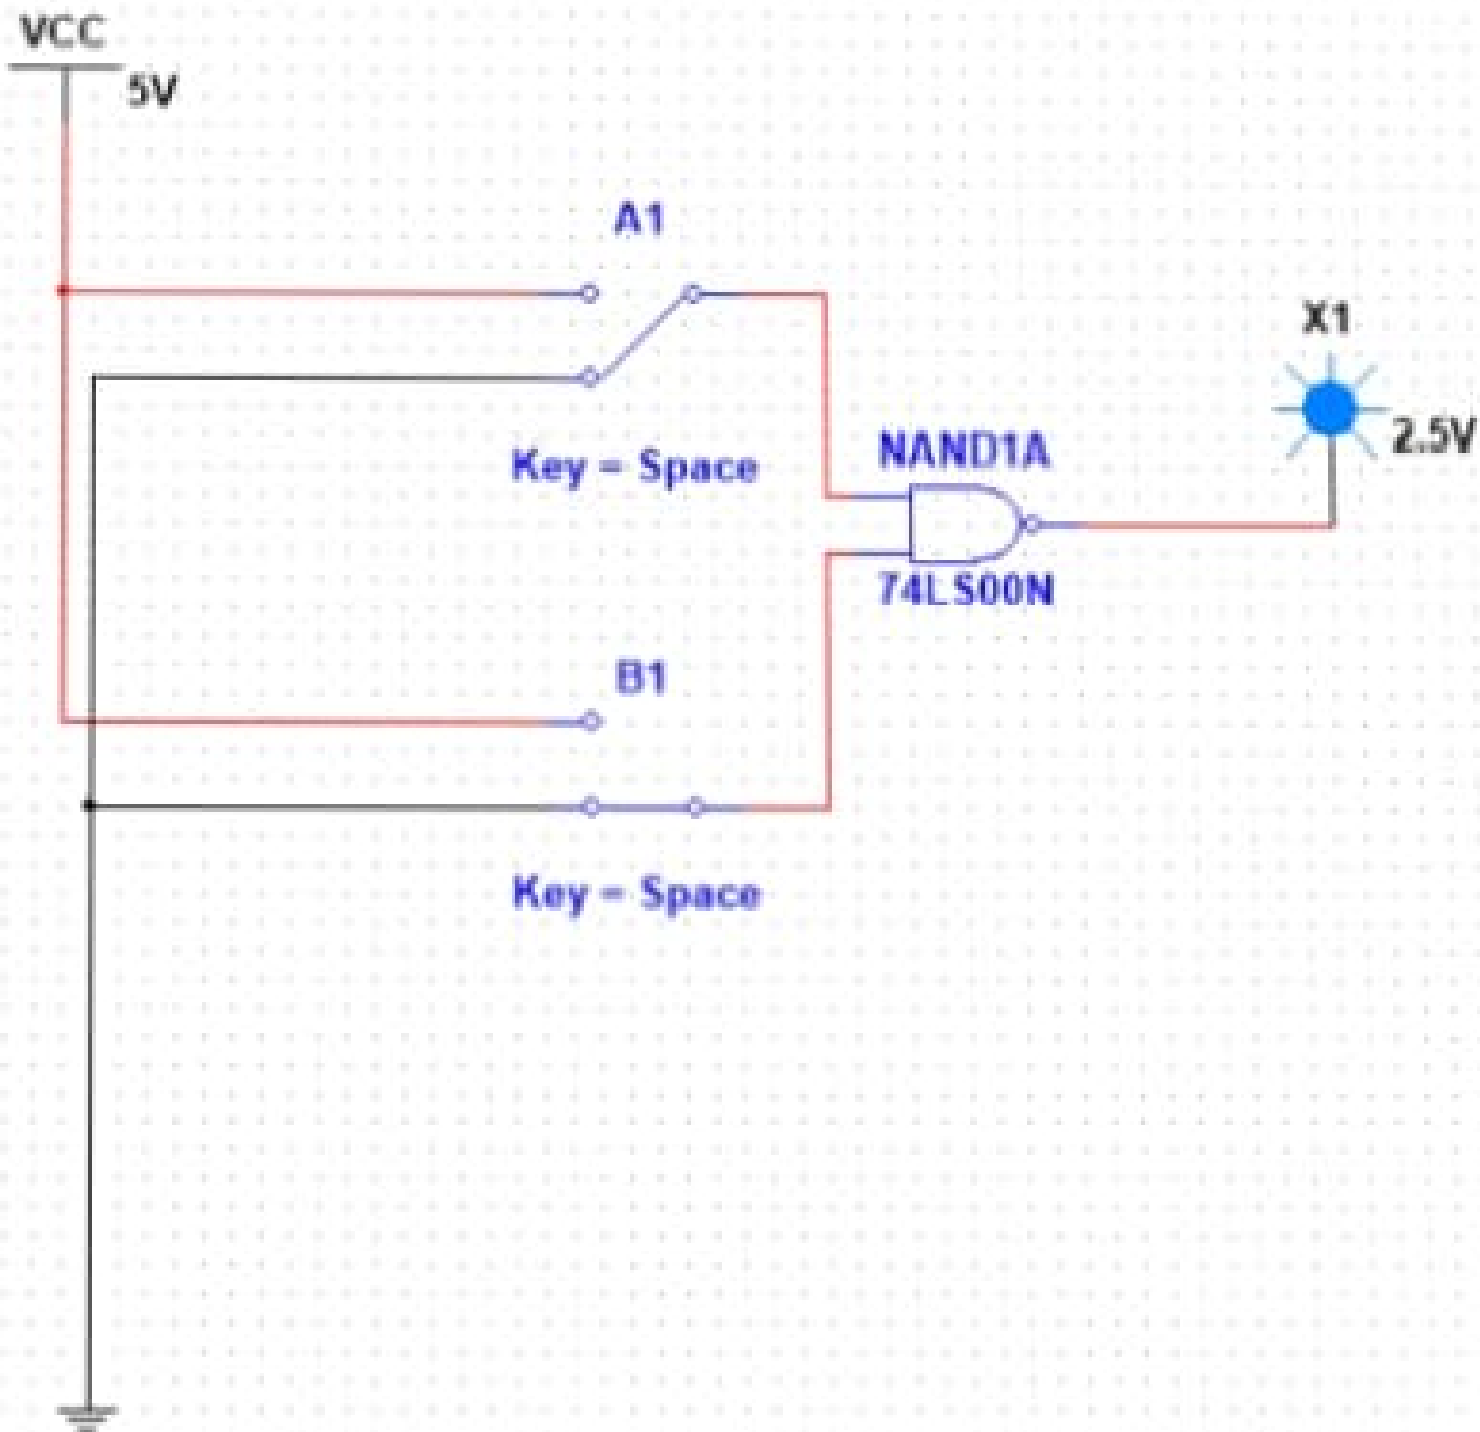 VCC
5V
A1
X1
2.5V
Key = Space
NAND1A
74LS00N
B1
Key = Space